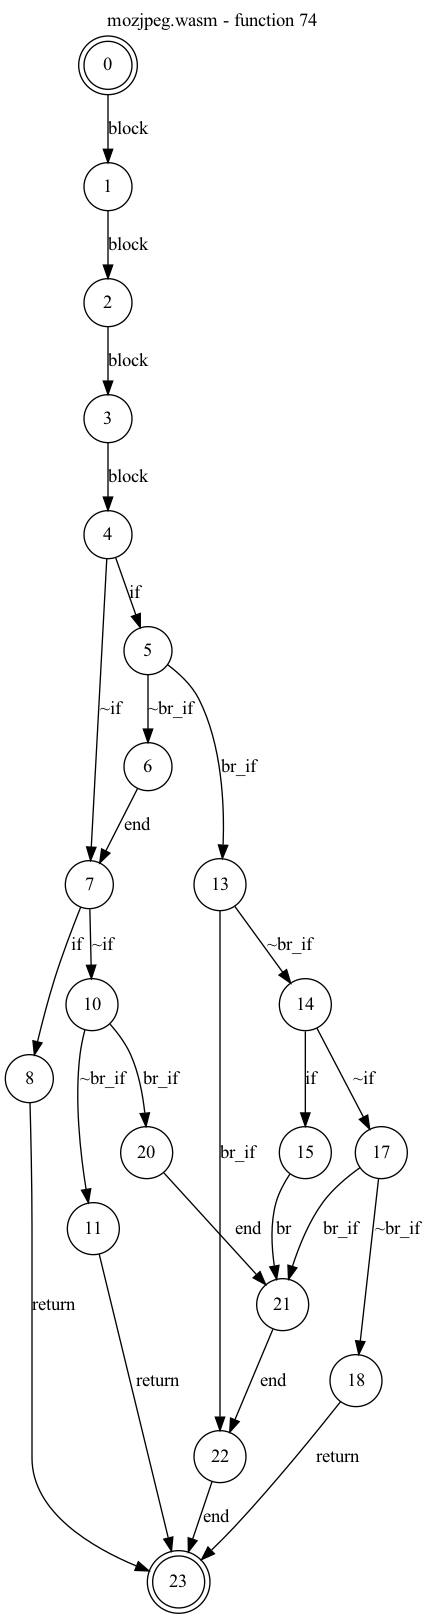 mozjpeg.wasm - function 74
0
block
1
block
2
block
3
block
4
if
5
~if
~br_if
br_if
6
end
7
13
if
~if
~br_if
10
14
8
~br_if
br_if
if
~if
20
br_if
15
17
11
end
br
br_if
~br_if
return
21
return
end
18
22
return
end
23